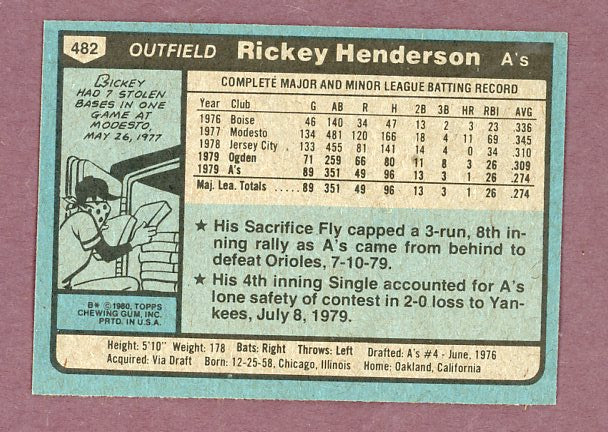 482 OUTFIELD Rickey Henderson A's
RICKEY
HAD 7 STOLEN
BASES IN ONE
GAME AT
MODESTO,
MAY 26, 1977
COMPLETE MAJOR AND MINOR LEAGUE BATTING RECORD
Year Club G AB R H 2B 3B HR RBI AVG
1976 Boise 46 140 34 47 13 2 3 23 .336
1977 Modesto 134 481 120 166 18 4 11 69 .345
1978 Jersey City 133 455 81 141 14 4 0 34 .310
1979 Ogden 71 259 66 80 11 8 3 26 .309
1979 A's 89 351 49 96 13 3 1 26 .274
Maj. Lea. Totals 89 351 49 96 13 3 1 26 .274
★ His Sacrifice Fly capped a 3-run, 8th in-
ning rally as A's came from behind to
defeat Orioles, 7-10-79.
★ His 4th inning Single accounted for A's
lone safety of contest in 2-0 loss to Yan-
kees, July 8, 1979.
B* © 1980, TOPPS
CHEWING GUM, INC.
PRTD. IN U.S.A.
Height: 5'10" Weight: 178 Bats: Right Throws: Left Drafted: A's #4 - June, 1976
Acquired: Via Draft Born: 12-25-58, Chicago, Illinois Home: Oakland, California